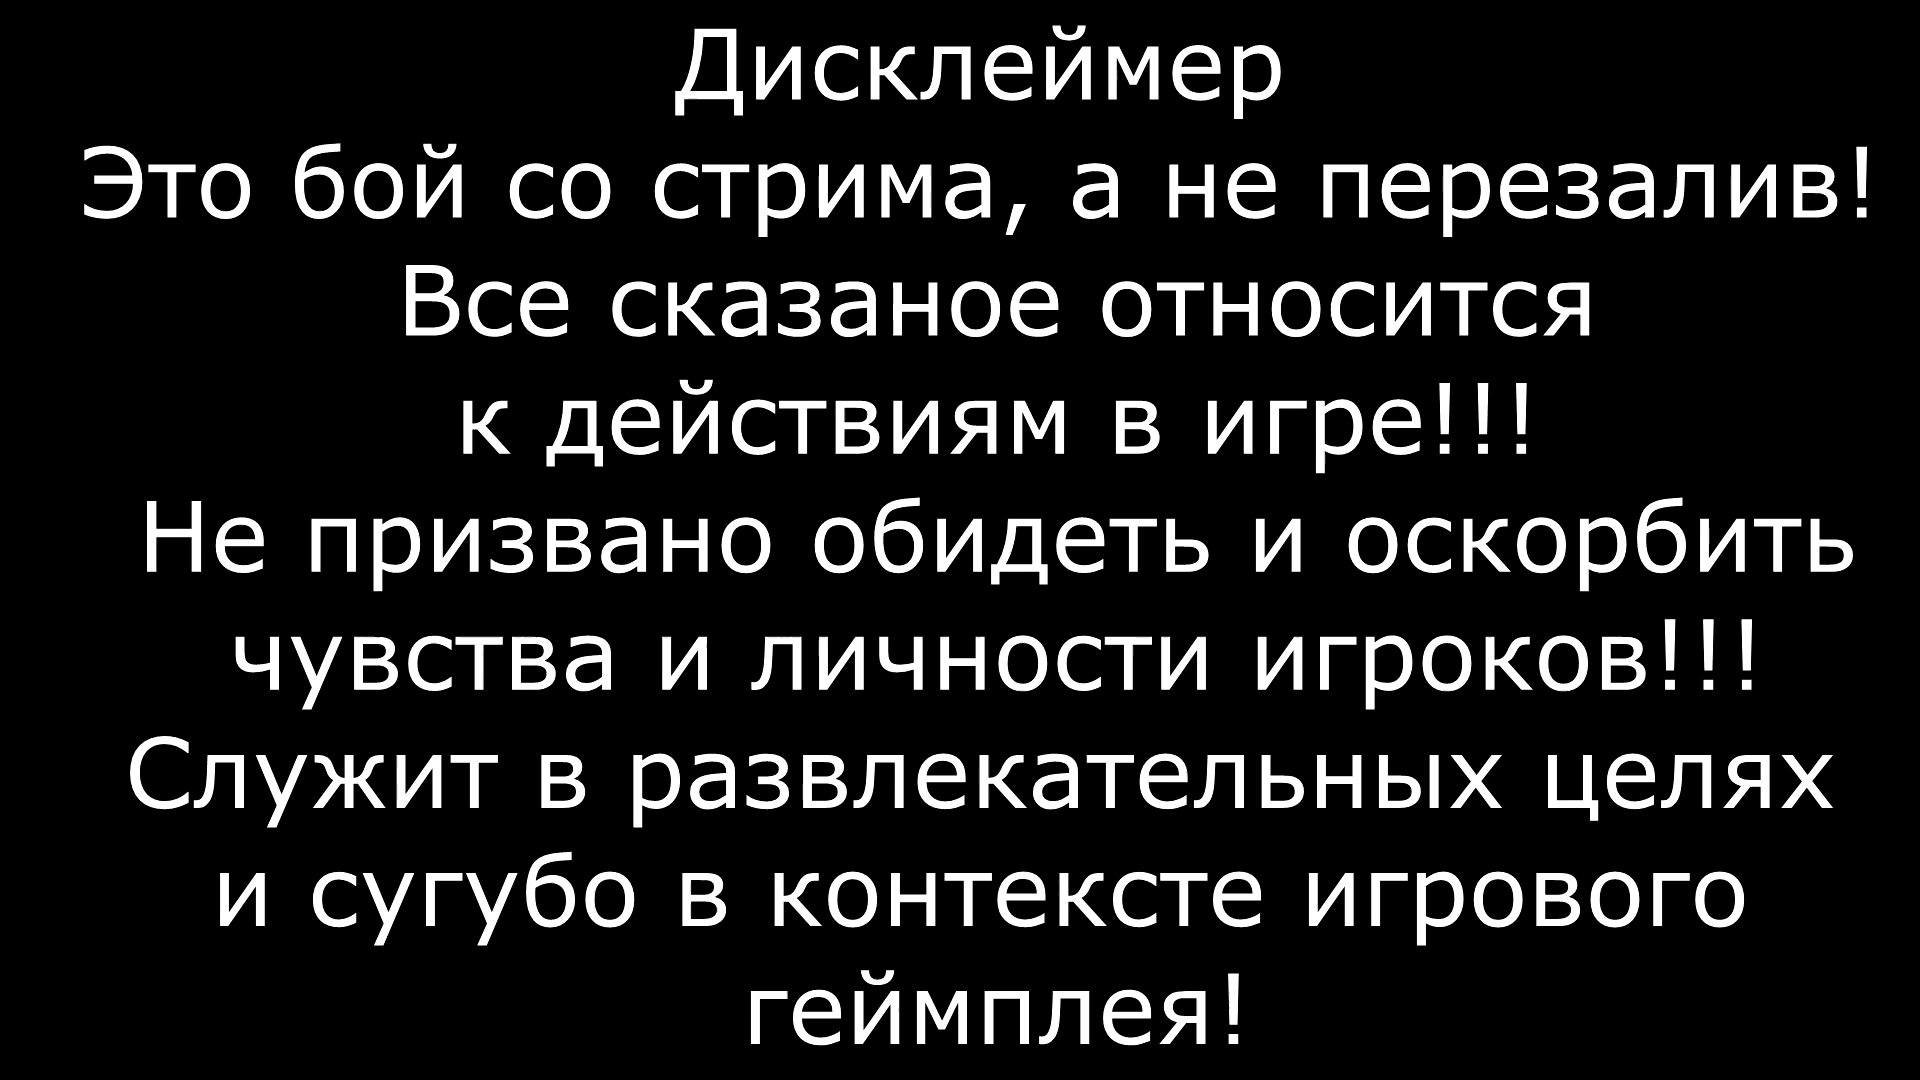 Дисклеймер
Это бой со стрима, а не перезалив!
Все сказаное относится
к действиям в игре!!!
Не призвано обидеть и оскорбить
чувства и личности игроков!!!
Служит в развлекательных целях
и сугубо в контексте игрового
геймплея!